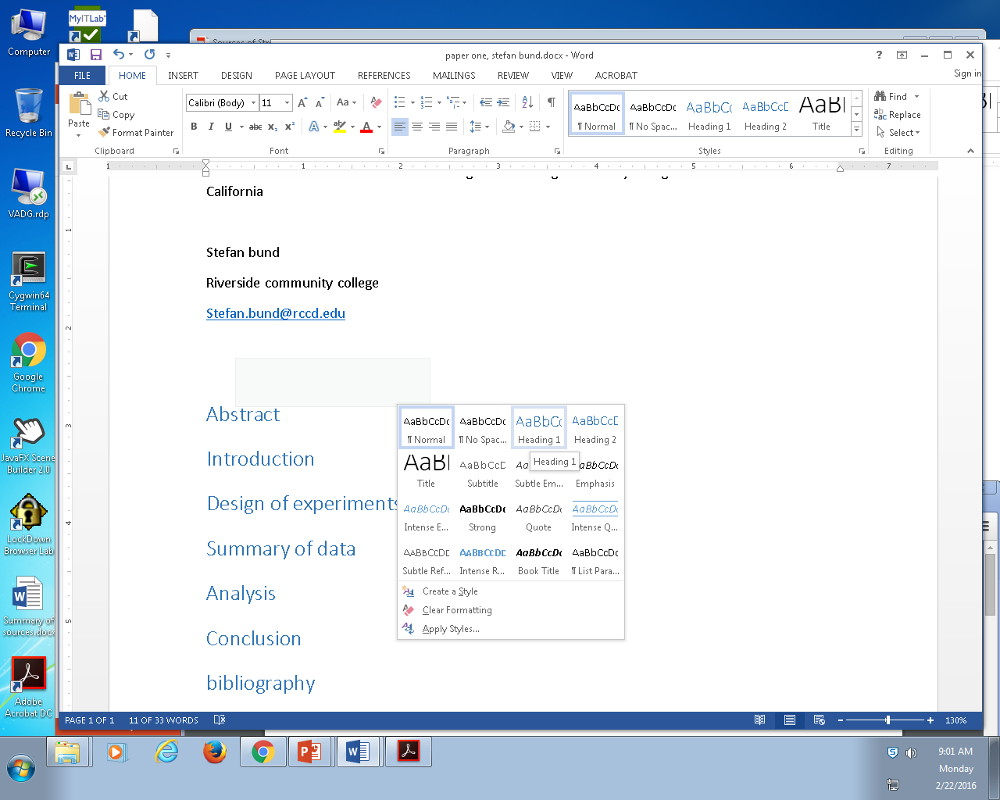 Computer
MyITLab
Recycle Bin
VADG.rdp
Cygwin64
Terminal
Google
Chrome
JavaFX Scene
Builder 2.0
LockDown
Browser Lab
Summary of
sources.docx
Adobe
Acrobat DC
paper one, stefan bund.docx - Word
?
Sign in
FILE HOME INSERT DESIGN PAGE LAYOUT REFERENCES MAILINGS REVIEW VIEW ACROBAT
Paste
Cut
Copy
Format Painter
Clipboard
Calibri (Body) 11
B I U abc x₂ x²
Font
Paragraph
AaBbCcDc AaBbCcDc AaBbCc AaBbCcD AaBl
¶ Normal ¶ No Spac... Heading 1 Heading 2 Title
Styles
Find
Replace
Select
Editing
1 1 2 3 4 5 6 7
California
Stefan bund
Riverside community college
Stefan.bund@rccd.edu
Abstract
Introduction
Design of experiments
Summary of data
Analysis
Conclusion
bibliography
AaBbCcDc AaBbCcDc AaBbCc AaBbCcD
¶ Normal ¶ No Spac... Heading 1 Heading 2
Heading 1
AaBl AaBbCcD AaBbCcDc
Title Subtitle Subtle Em... Emphasis
AaBbCcDc AaBbCcDc AaBbCcDc AaBbCcDc
Intense E... Strong Quote Intense Q...
AaBbCcDc AaBbCcDc AaBbCcDc AaBbCcDc
Subtle Ref... Intense R... Book Title ¶ List Para...
Create a Style
Clear Formatting
Apply Styles...
PAGE 1 OF 1 11 OF 33 WORDS 130%
9:01 AM
Monday
2/22/2016